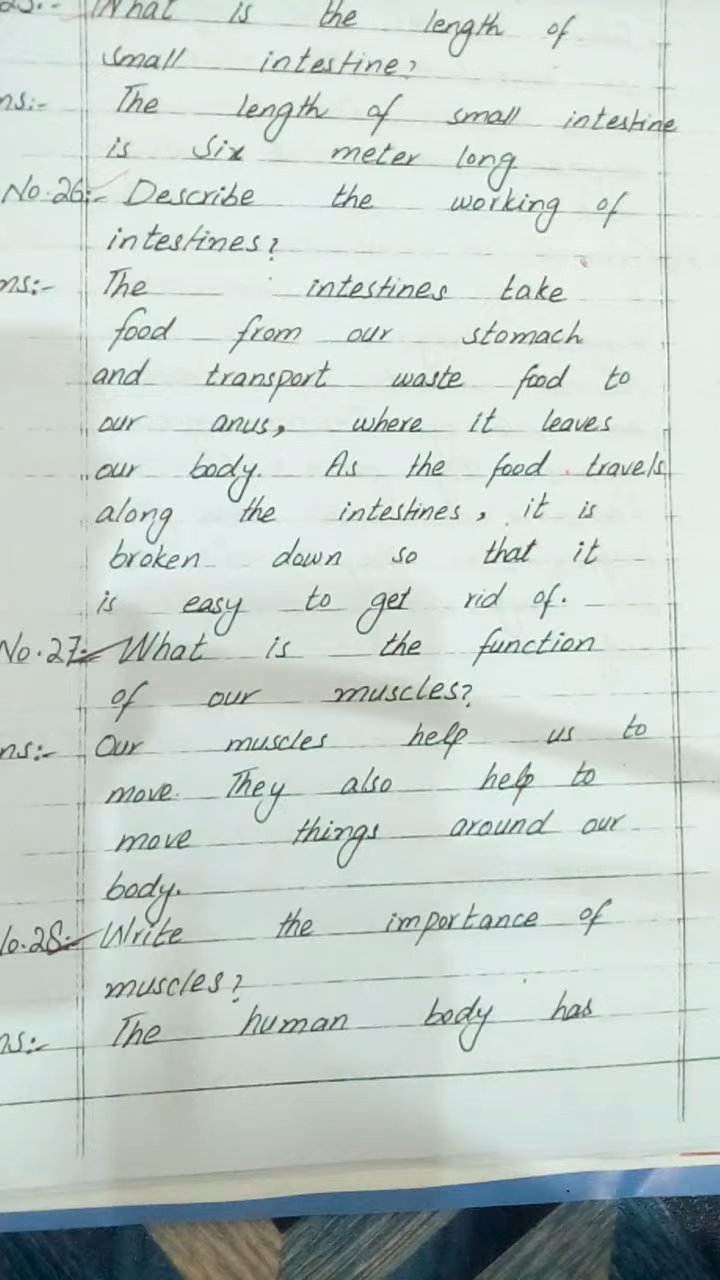 25:- What is the length of
small intestine?
ns:- The length of small intestine
is six meter long
No.26:- Describe the working of
intestines?
ns:- The intestines take
food from our stomach
and transport waste food to
our anus, where it leaves
our body. As the food travels
along the intestines, it is
broken down so that it
is easy to get rid of.
No.27:- What is the function
of our muscles?
ns:- Our muscles help us to
move. They also help to
move things around our
body.
o.28:- Write the importance of
muscles?
ns:- The human body has